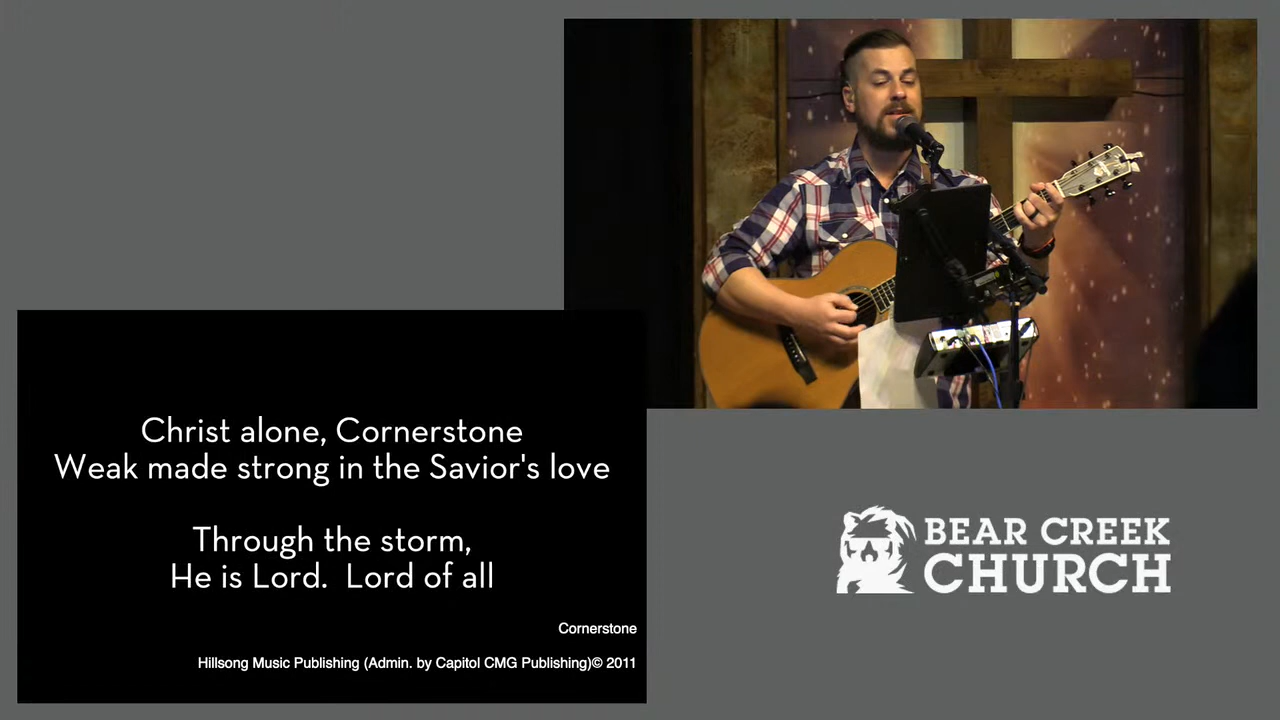 Christ alone, Cornerstone
Weak made strong in the Savior's love
Through the storm,
He is Lord.  Lord of all
Cornerstone
Hillsong Music Publishing (Admin. by Capitol CMG Publishing)© 2011
BEAR CREEK
CHURCH